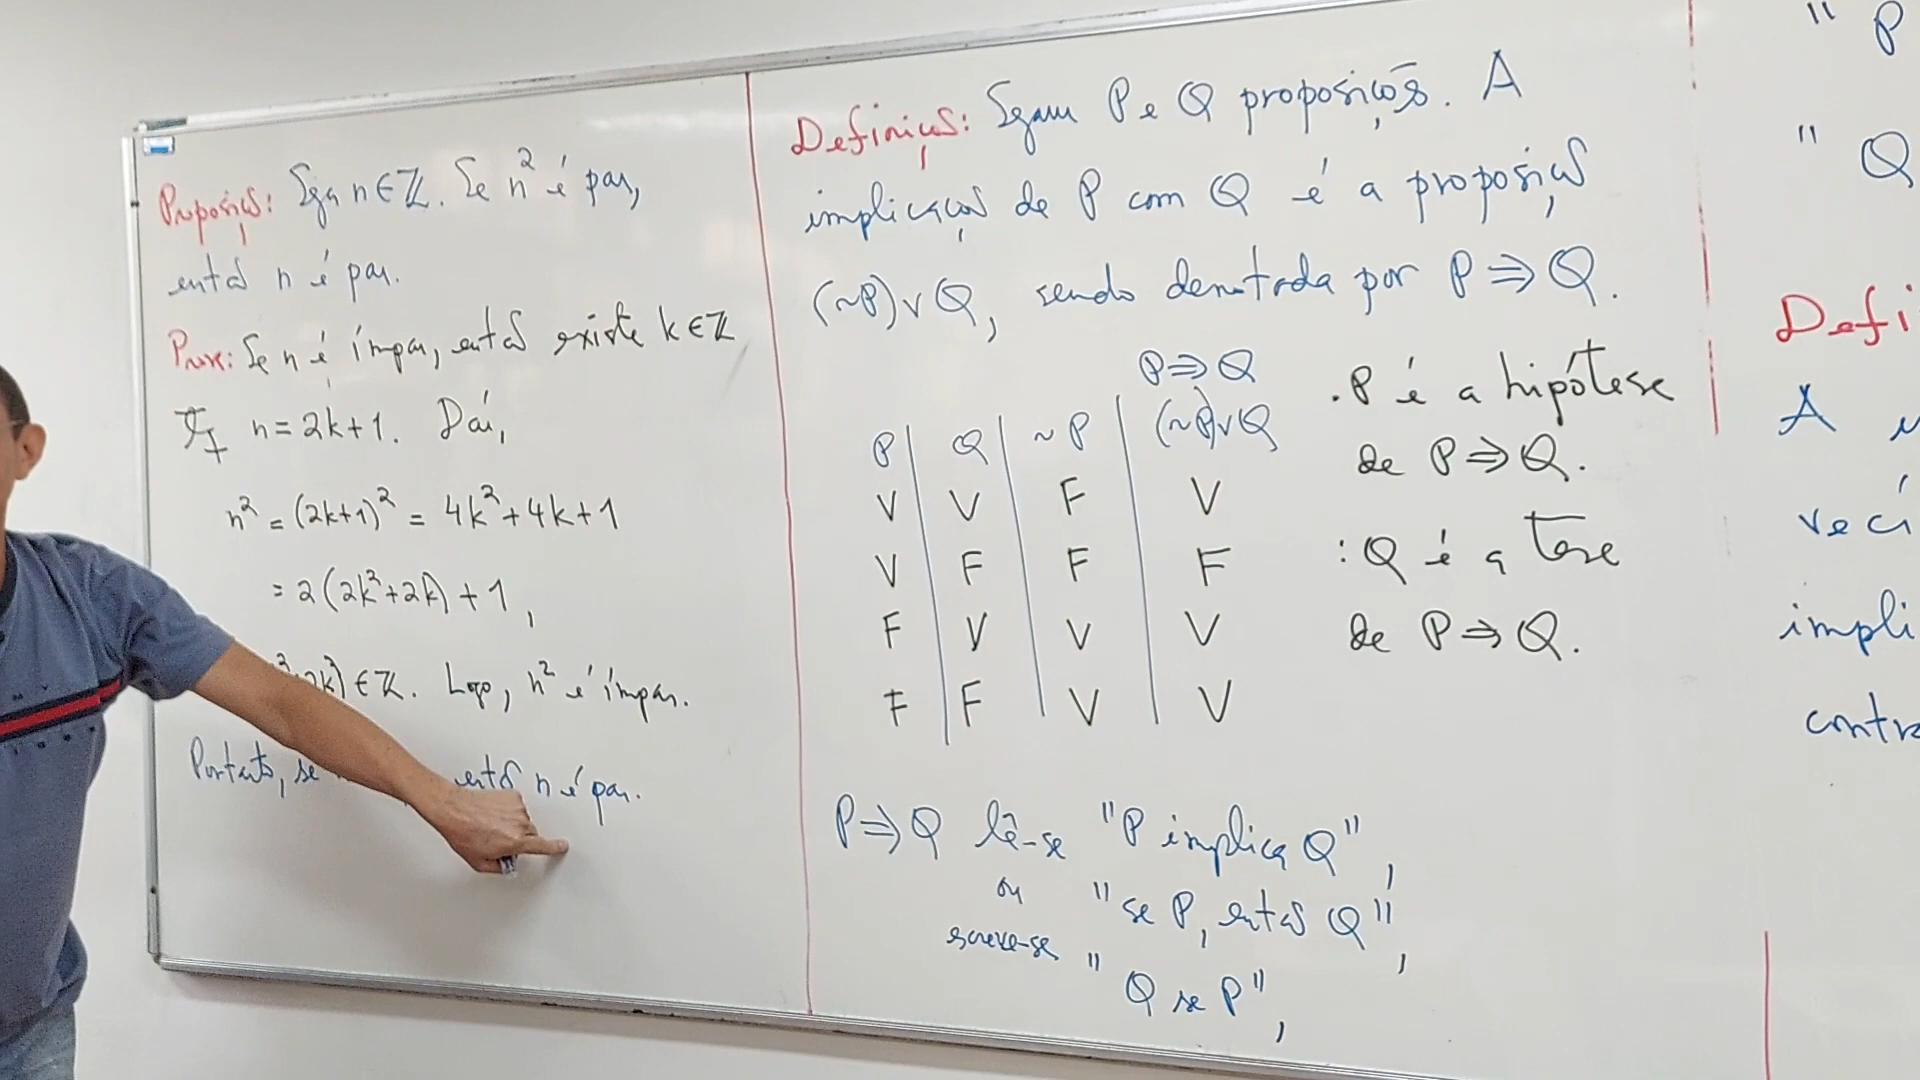 Proposição: Seja n∈ℤ. Se n² é par,
então n é par.
Prova: Se n é ímpar, então existe k∈ℤ
tq n=2k+1. Daí,
n² = (2k+1)² = 4k²+4k+1
= 2(2k²+2k)+1,
2k) ∈ ℤ. Logo, n² é ímpar.
Portanto, se então n é par.
Definição: Sejam P e Q proposições. A
implicação de P com Q é a proposição
(~P)∨Q, sendo denotada por P⇒Q.
P⇒Q
P Q ~P (~P)∨Q
V V F V
V F F F
F V V V
F F V V
. P é a hipótese
de P⇒Q.
: Q é a tese
de P⇒Q.
P⇒Q lê-se "P implica Q",
ou "se P, então Q",
escreve-se "Q se P",
" P
" Q
Defi
A
veci
impli
contr